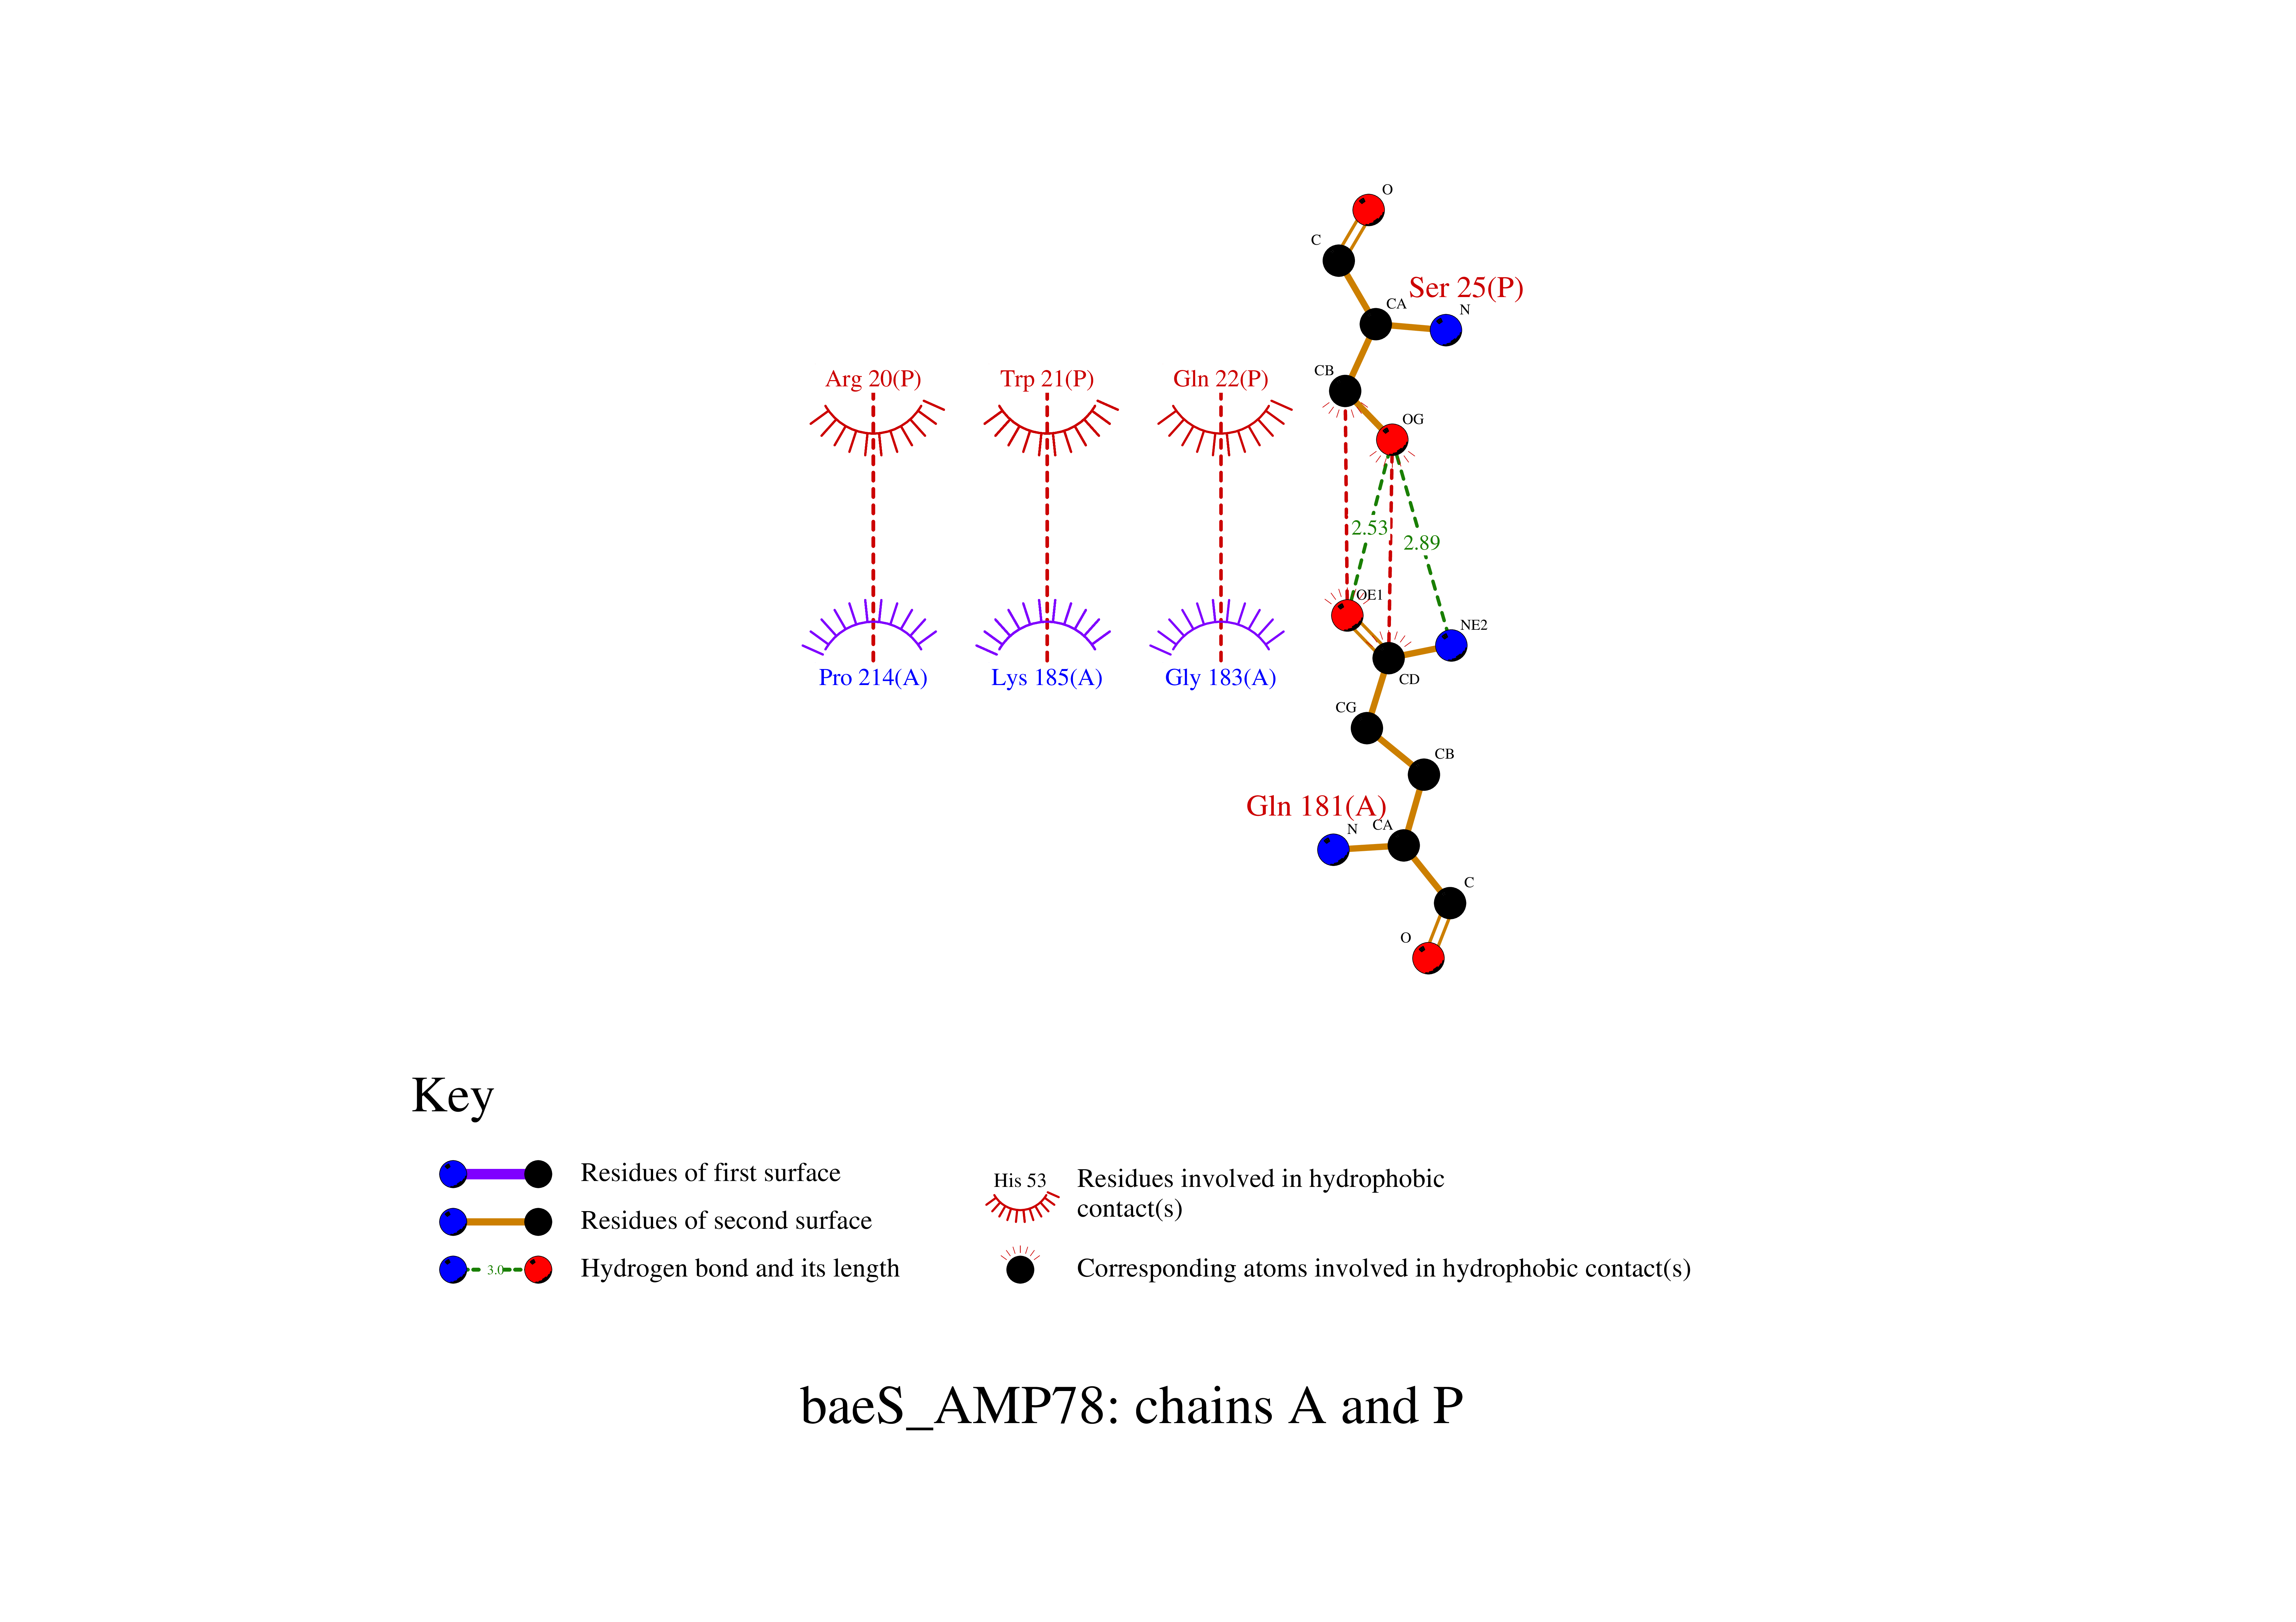 O
C
Ser 25(P)
CA
N
Arg 20(P) Trp 21(P) Gln 22(P)
CB
OG
2.53
2.89
OE1
NE2
Pro 214(A) Lys 185(A) Gly 183(A)
CD
CG
CB
Gln 181(A)
N CA
C
O
Key
Residues of first surface
His 53
Residues involved in hydrophobic
contact(s)
Residues of second surface
3.0
Hydrogen bond and its length
Corresponding atoms involved in hydrophobic contact(s)
baeS_AMP78: chains A and P